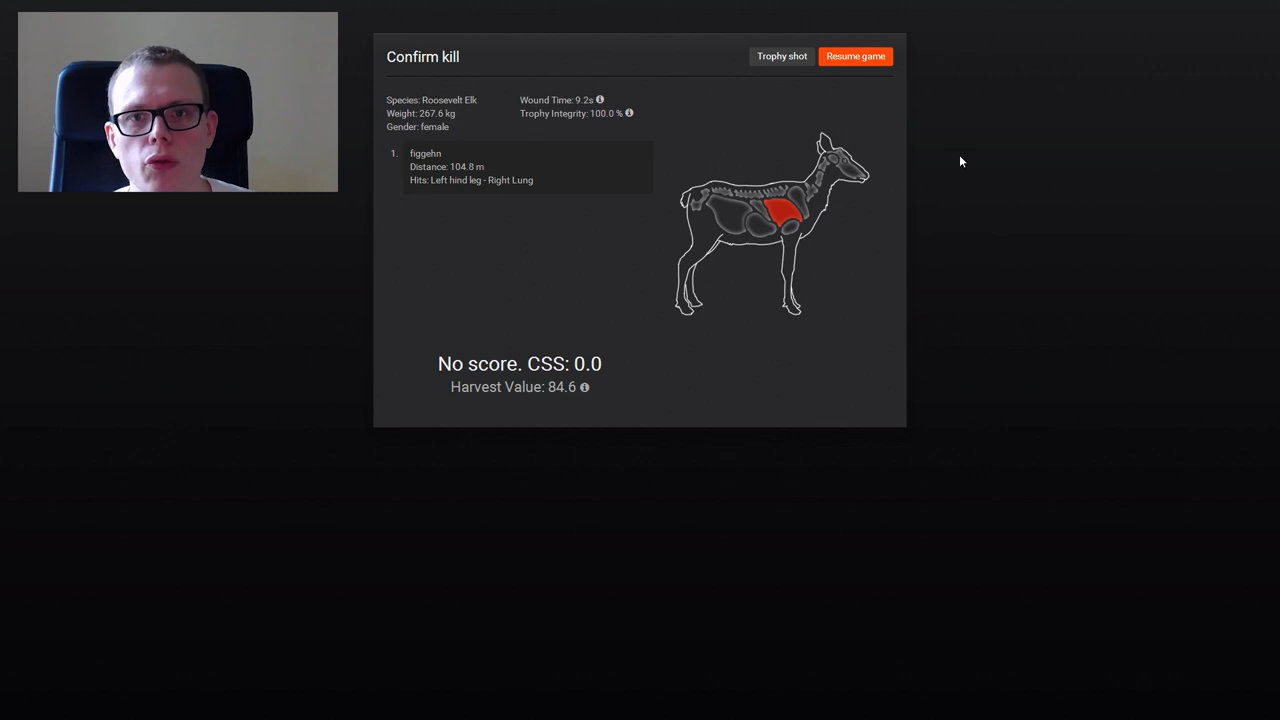 Confirm kill
Trophy shot
Resume game
Species: Roosevelt Elk
Weight: 267.6 kg
Gender: female
Wound Time: 9.2s
Trophy Integrity: 100.0 %
1. figgehn
Distance: 104.8 m
Hits: Left hind leg - Right Lung
No score. CSS: 0.0
Harvest Value: 84.6